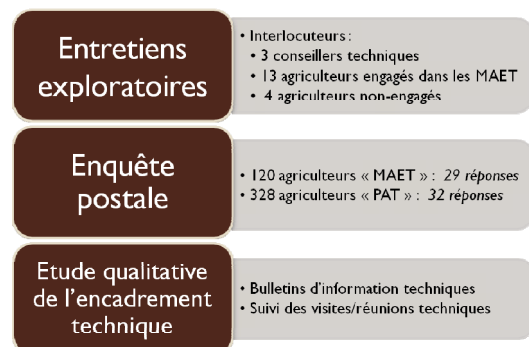 Entretiens
exploratoires
• Interlocuteurs :
• 3 conseillers techniques
• 13 agriculteurs engagés dans les MAET
• 4 agriculteurs non-engagés
Enquête
postale
• 120 agriculteurs « MAET » : 29 réponses
• 328 agriculteurs « PAT » : 32 réponses
Etude qualitative
de l'encadrement
technique
• Bulletins d'information techniques
• Suivi des visites/réunions techniques